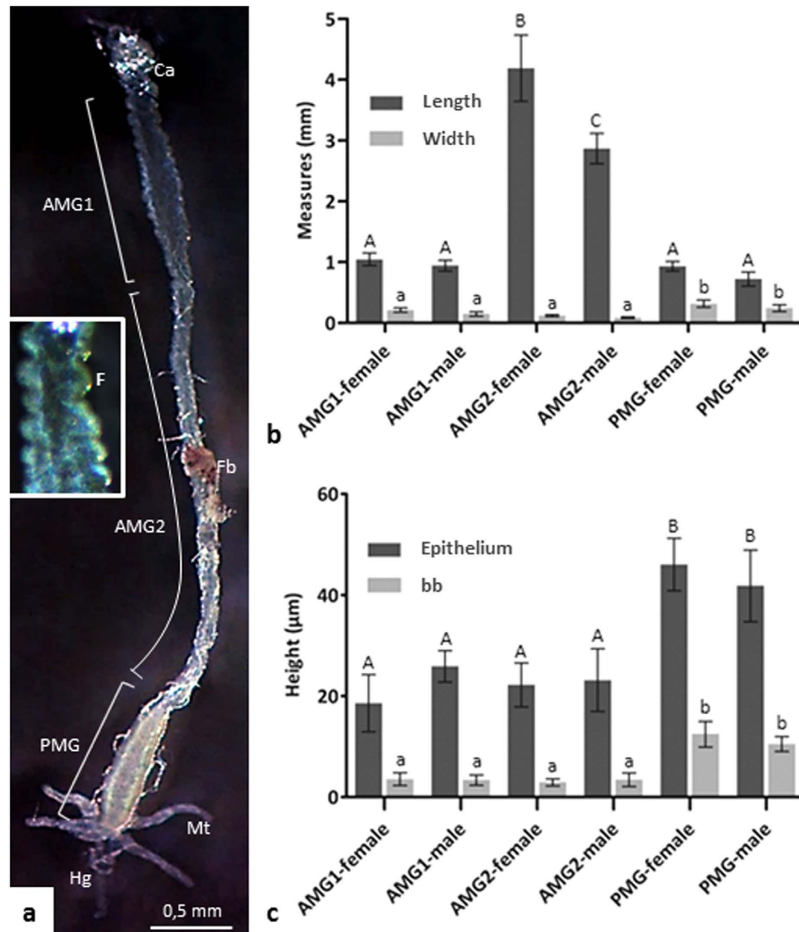 Ca
AMG1
F
Fb
AMG2
PMG
Mt
Hg
0,5 mm
a
5
4
3
2
1
0
Measures (mm)
Length
Width
A
a
A
a
B
a
C
a
A
b
A
b
AMG1-female
AMG1-male
AMG2-female
AMG2-male
PMG-female
PMG-male
b
60
40
20
0
Height (µm)
Epithelium
bb
A
a
A
a
A
a
A
a
B
b
B
b
AMG1-female
AMG1-male
AMG2-female
AMG2-male
PMG-female
PMG-male
c